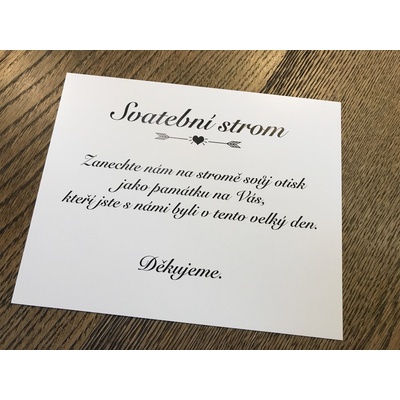 Svatební strom
Zanechte nám na stromě svůj otisk
jako památku na Vás,
kteří jste s námi byli v tento velký den.
Děkujeme.